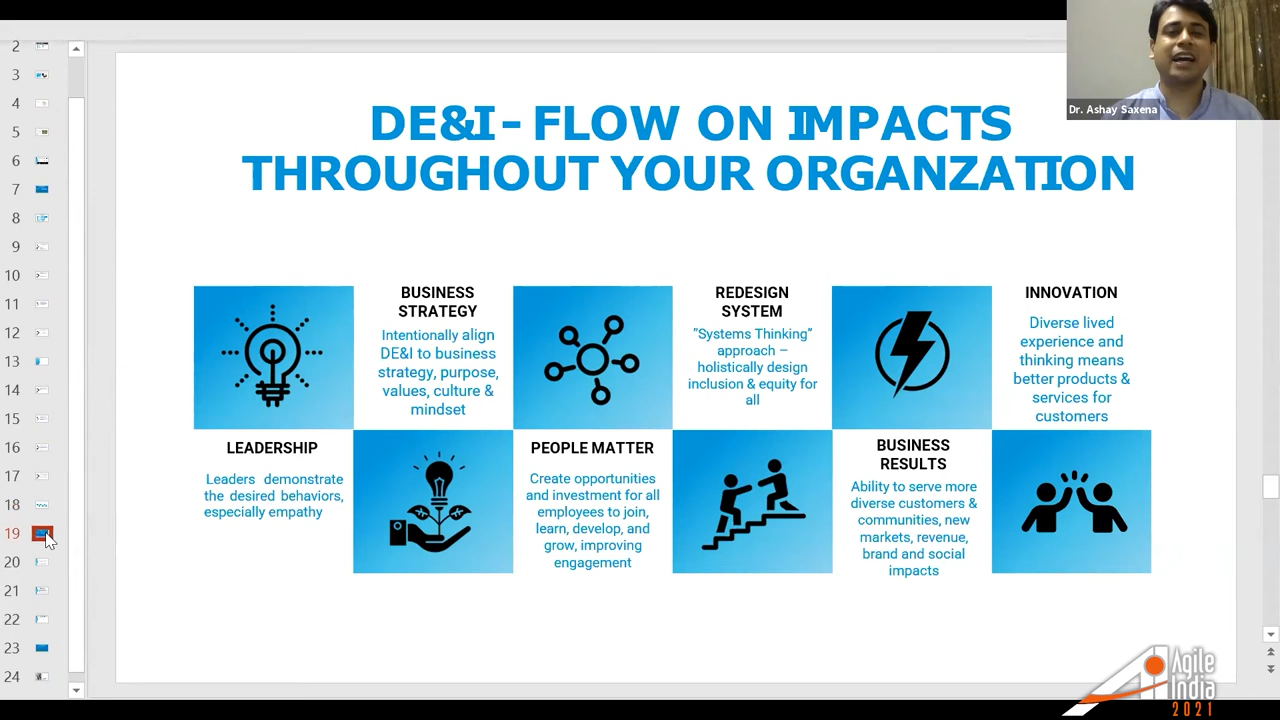 2
3
4
5
6
7
8
9
10
11
12
13
14
15
16
17
18
19
20
21
22
23
24
Dr. Ashay Saxena
DE&I - FLOW ON IMPACTS
THROUGHOUT YOUR ORGANZATION
BUSINESS
STRATEGY
Intentionally align
DE&I to business
strategy, purpose,
values, culture &
mindset
REDESIGN
SYSTEM
"Systems Thinking"
approach –
holistically design
inclusion & equity for
all
INNOVATION
Diverse lived
experience and
thinking means
better products &
services for
customers
LEADERSHIP
Leaders demonstrate
the desired behaviors,
especially empathy
PEOPLE MATTER
Create opportunities
and investment for all
employees to join,
learn, develop, and
grow, improving
engagement
BUSINESS
RESULTS
Ability to serve more
diverse customers &
communities, new
markets, revenue,
brand and social
impacts
Agile
India
2021